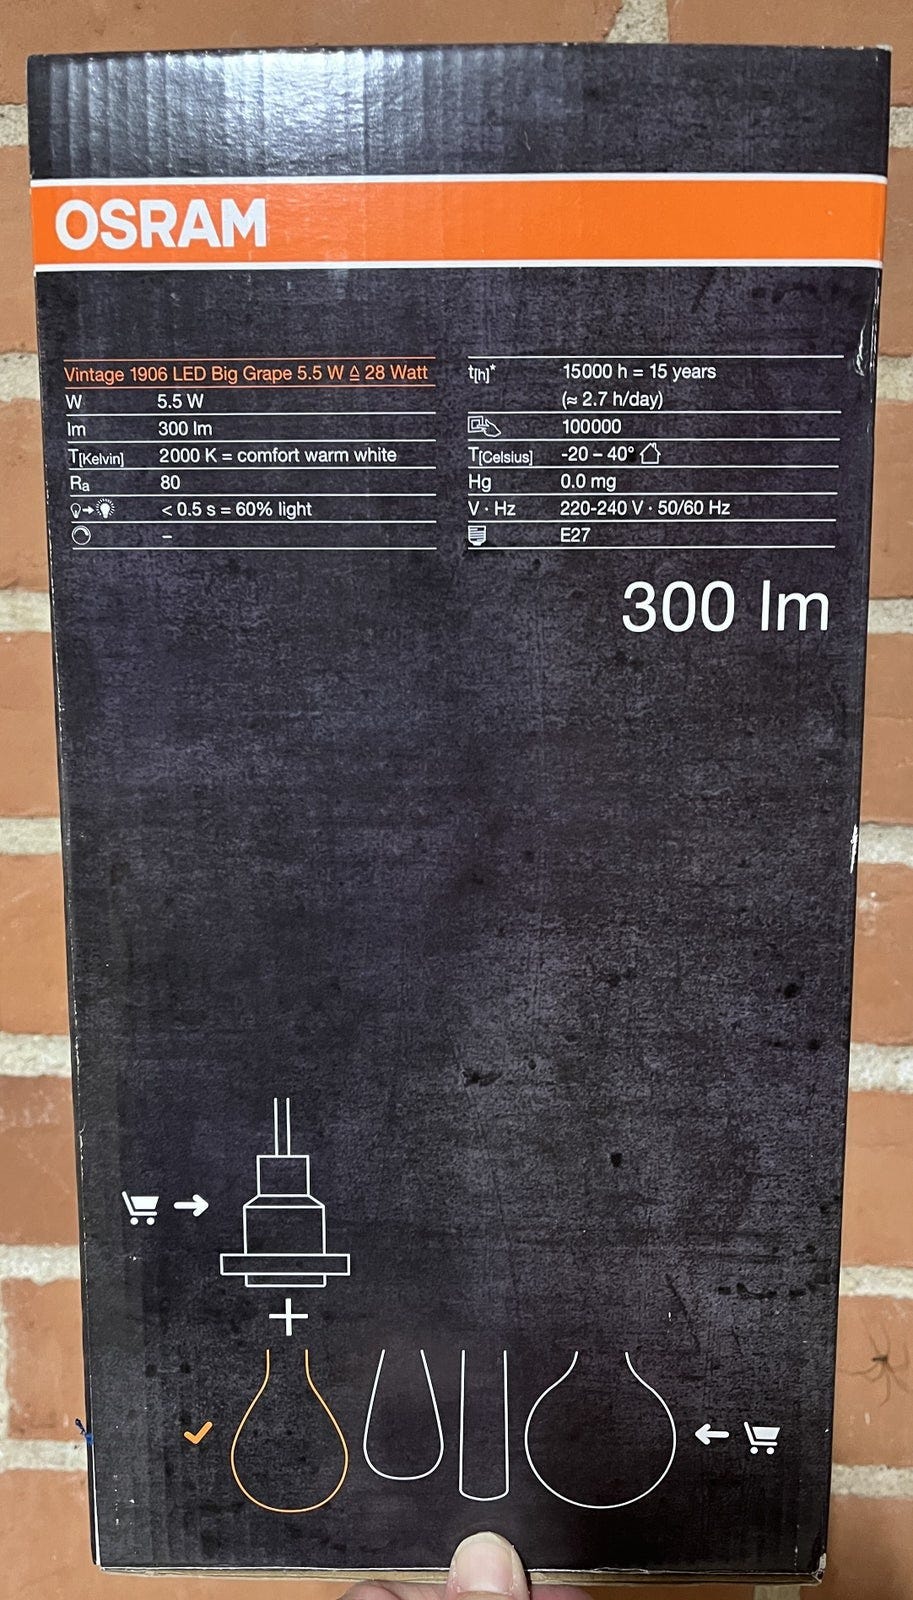 OSRAM
Vintage 1906 LED Big Grape 5.5 W ≙ 28 Watt
W 5.5 W
lm 300 lm
T[Kelvin] 2000 K = comfort warm white
Ra 80
< 0.5 s = 60% light
–
t[h]* 15000 h = 15 years
(≈ 2.7 h/day)
100000
T[Celsius] -20 – 40°
Hg 0.0 mg
V · Hz 220-240 V · 50/60 Hz
E27
300 lm